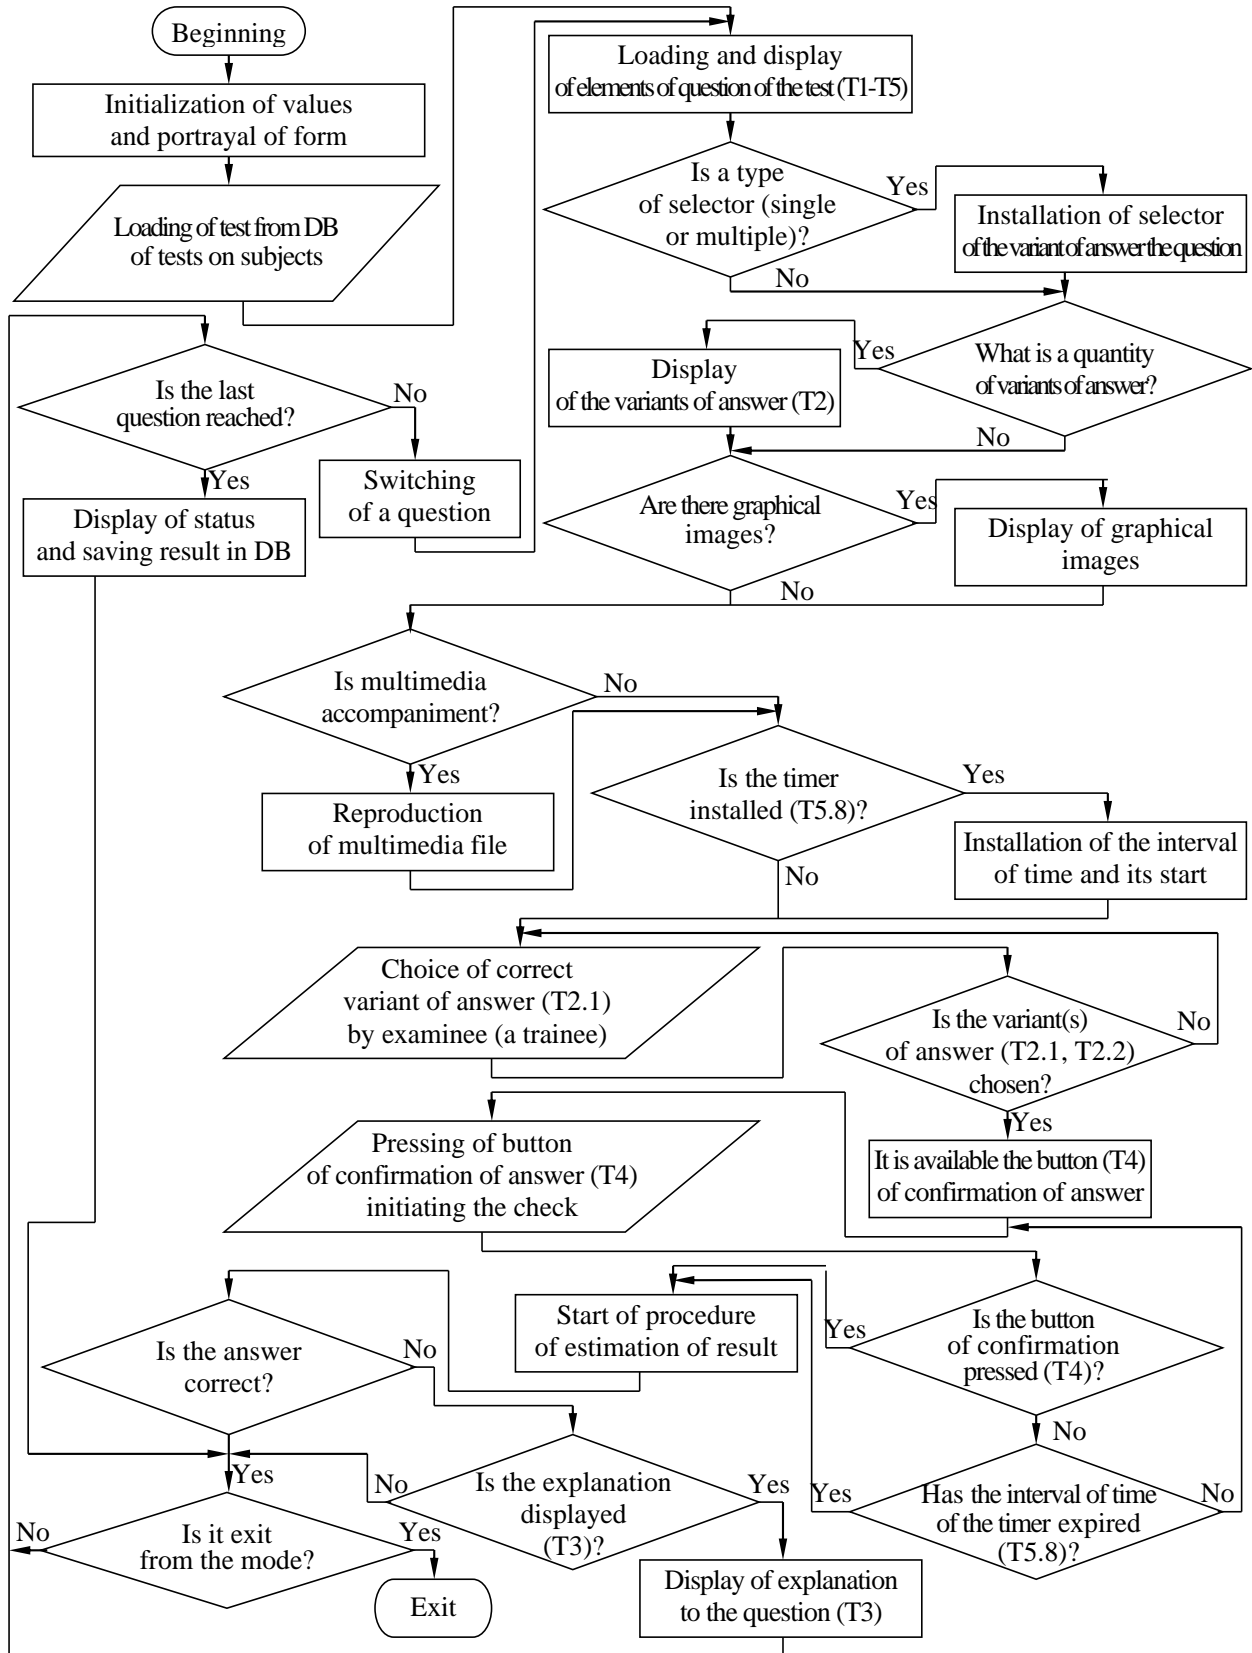 Beginning
Initialization of values
and portrayal of form
Loading of test from DB
of tests on subjects
Loading and display
of elements of question of the test (T1-T5)
Is a type
of selector (single
or multiple)?
Yes
No
Installation of selector
of the variant of answer the question
What is a quantity
of variants of answer?
Yes
No
Display
of the variants of answer (T2)
Is the last
question reached?
No
Yes
Switching
of a question
Display of status
and saving result in DB
Are there graphical
images?
Yes
No
Display of graphical
images
Is multimedia
accompaniment?
No
Yes
Reproduction
of multimedia file
Is the timer
installed (T5.8)?
Yes
No
Installation of the interval
of time and its start
Choice of correct
variant of answer (T2.1)
by examinee (a trainee)
Is the variant(s)
of answer (T2.1, T2.2)
chosen?
No
Yes
It is available the button (T4)
of confirmation of answer
Pressing of button
of confirmation of answer (T4)
initiating the check
Is the button
of confirmation
pressed (T4)?
Yes
No
Start of procedure
of estimation of result
Has the interval of time
of the timer expired
(T5.8)?
Yes
No
Is the answer
correct?
No
Yes
Is the explanation
displayed
(T3)?
No
Yes
Display of explanation
to the question (T3)
Is it exit
from the mode?
No
Yes
Exit